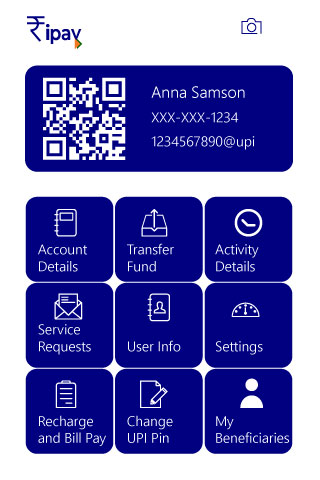 ₹ipay
Anna Samson
XXX-XXX-1234
1234567890@upi
Account
Details
Transfer
Fund
Activity
Details
Service
Requests
User Info
Settings
Recharge
and Bill Pay
Change
UPI Pin
My
Beneficiaries